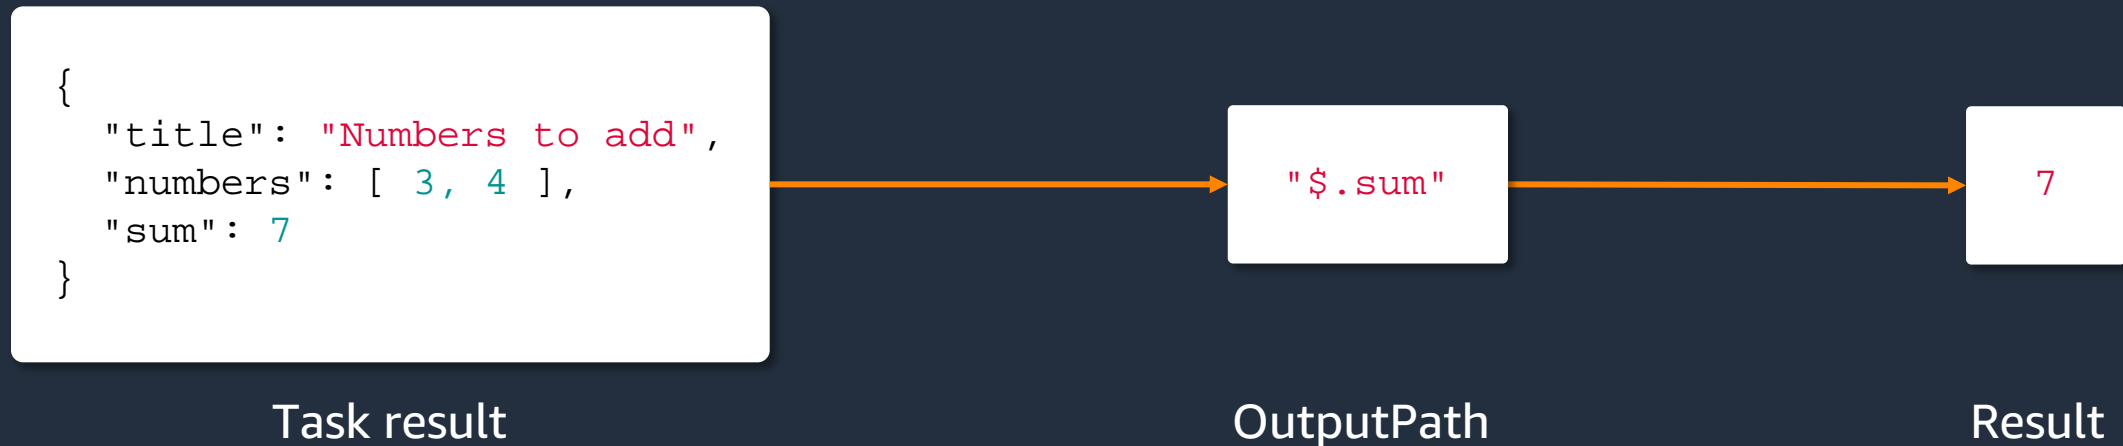 {
"title": "Numbers to add",
"numbers": [ 3, 4 ],
"sum": 7
}
"$.sum"
7
Task result
OutputPath
Result